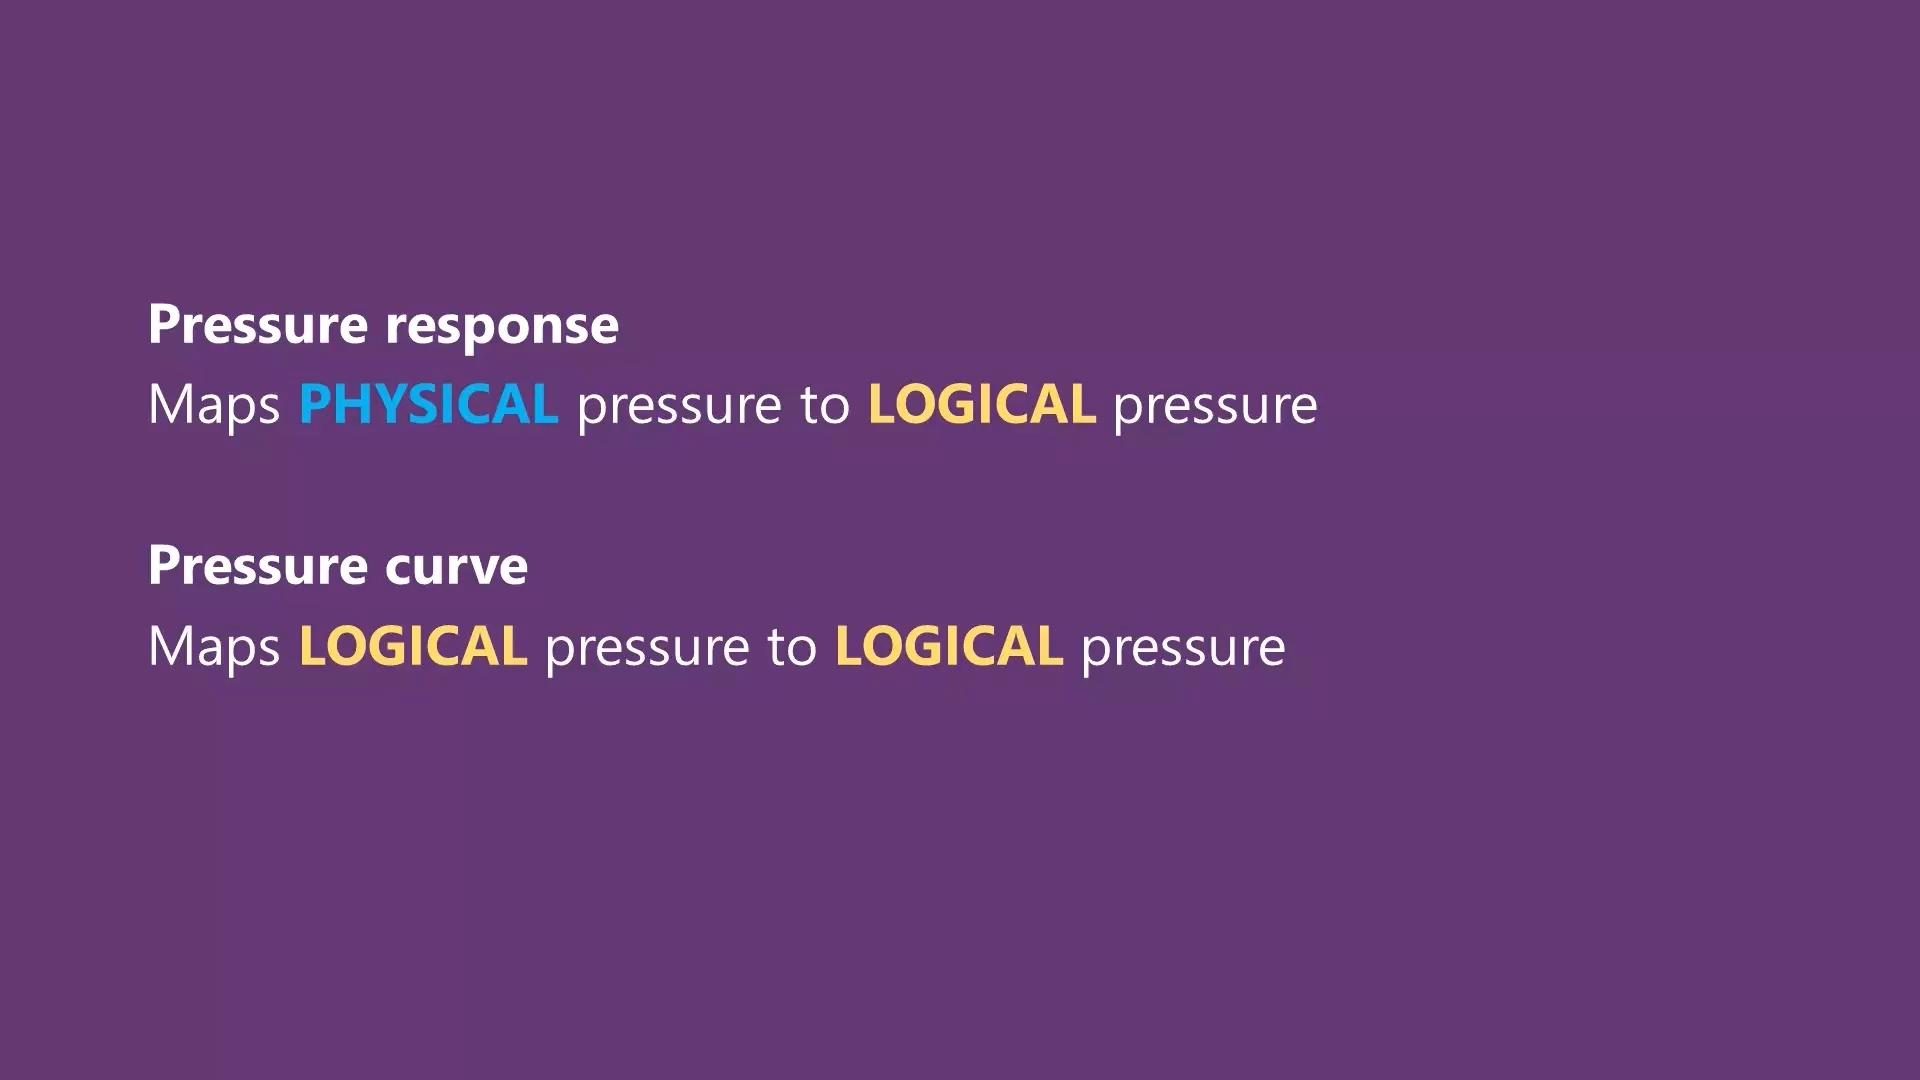 Pressure response
Maps PHYSICAL pressure to LOGICAL pressure
Pressure curve
Maps LOGICAL pressure to LOGICAL pressure